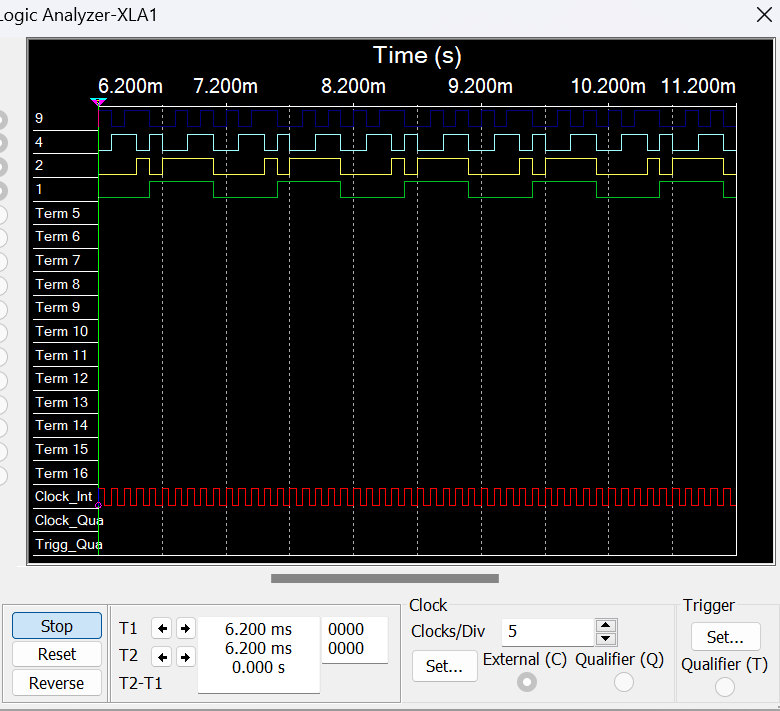 Logic Analyzer-XLA1
Time (s)
6.200m 7.200m 8.200m 9.200m 10.200m 11.200m
9
4
2
1
Term 5
Term 6
Term 7
Term 8
Term 9
Term 10
Term 11
Term 12
Term 13
Term 14
Term 15
Term 16
Clock_Int
Clock_Qua
Trigg_Qua
Stop
Reset
Reverse
T1 6.200 ms 0000
T2 6.200 ms 0000
T2-T1 0.000 s
Clock
Clocks/Div 5
Set... External (C) Qualifier (Q)
Trigger
Set...
Qualifier (T)